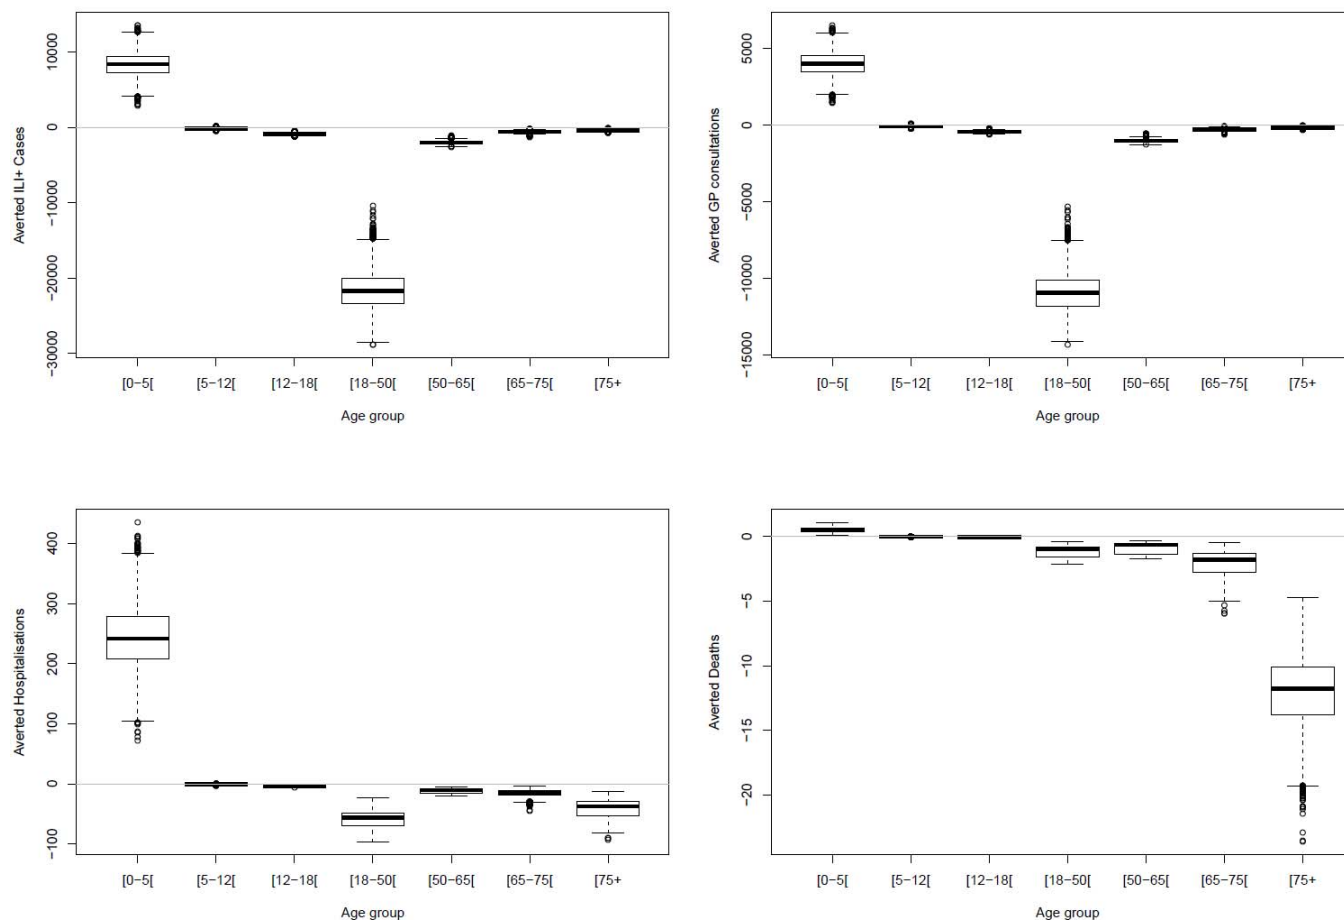 Averted ILI+ Cases
10000
0
−10000
−20000
−30000
[0−5[ [5−12[ [12−18[ [18−50[ [50−65[ [65−75[ [75+
Age group
Averted GP consultations
5000
0
−5000
−10000
−15000
[0−5[ [5−12[ [12−18[ [18−50[ [50−65[ [65−75[ [75+
Age group
Averted Hospitalisations
400
300
200
100
0
−100
[0−5[ [5−12[ [12−18[ [18−50[ [50−65[ [65−75[ [75+
Age group
Averted Deaths
0
−5
−10
−15
−20
[0−5[ [5−12[ [12−18[ [18−50[ [50−65[ [65−75[ [75+
Age group